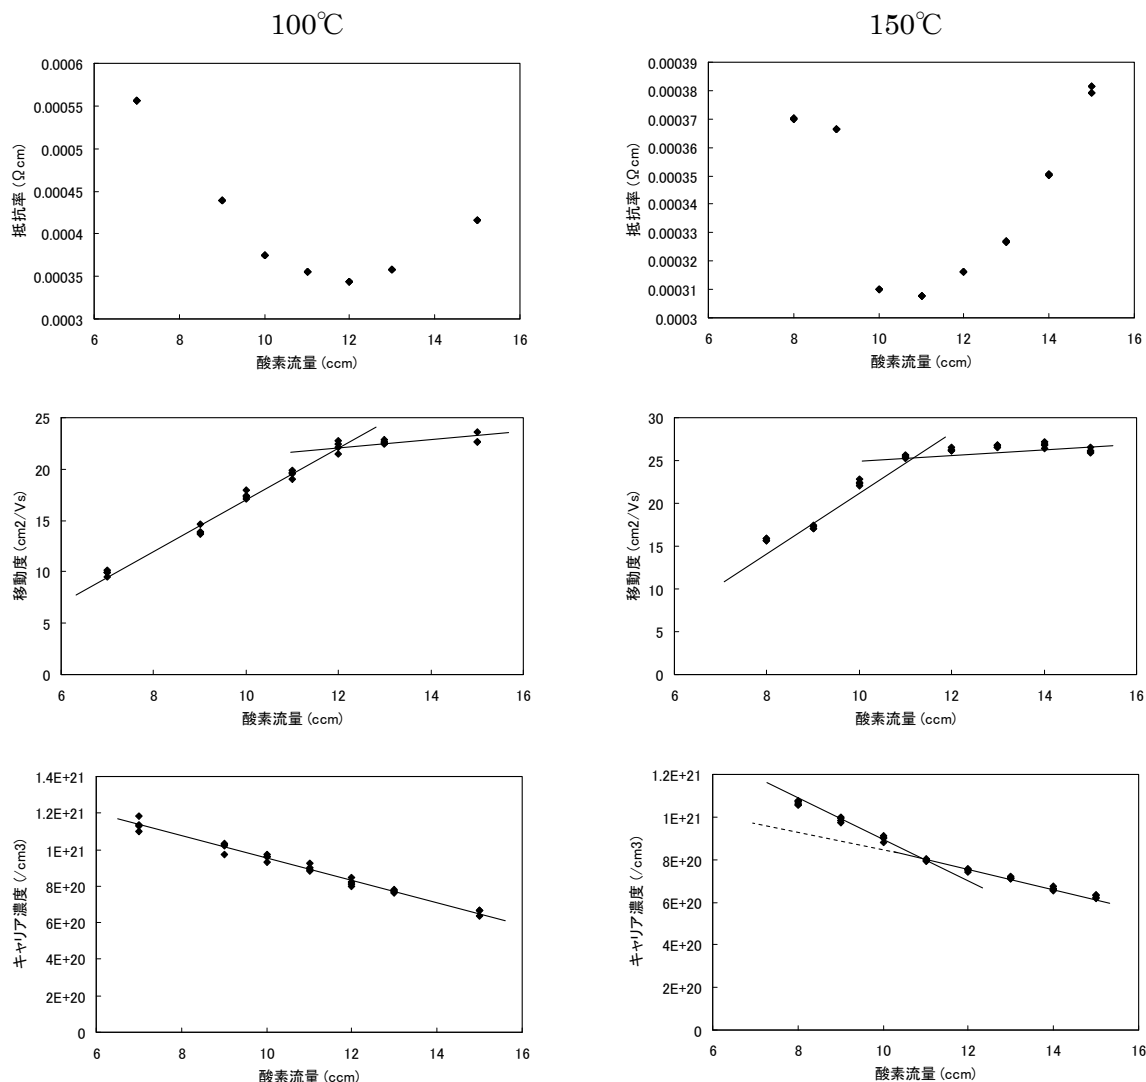 100℃
0.0006
0.00055
0.0005
0.00045
0.0004
0.00035
0.0003
6 8 10 12 14 16
抵抗率(Ωcm)
酸素流量(ccm)
150℃
0.00039
0.00038
0.00037
0.00036
0.00035
0.00034
0.00033
0.00032
0.00031
0.0003
6 8 10 12 14 16
抵抗率(Ωcm)
酸素流量(ccm)
25
20
15
10
5
0
6 8 10 12 14 16
移動度(cm2/Vs)
酸素流量(ccm)
30
25
20
15
10
5
0
6 8 10 12 14 16
移動度(cm2/Vs)
酸素流量(ccm)
1.4E+21
1.2E+21
1E+21
8E+20
6E+20
4E+20
2E+20
0
6 8 10 12 14 16
キャリア濃度(/cm3)
酸素流量(ccm)
1.2E+21
1E+21
8E+20
6E+20
4E+20
2E+20
0
6 8 10 12 14 16
キャリア濃度(/cm3)
酸素流量(ccm)